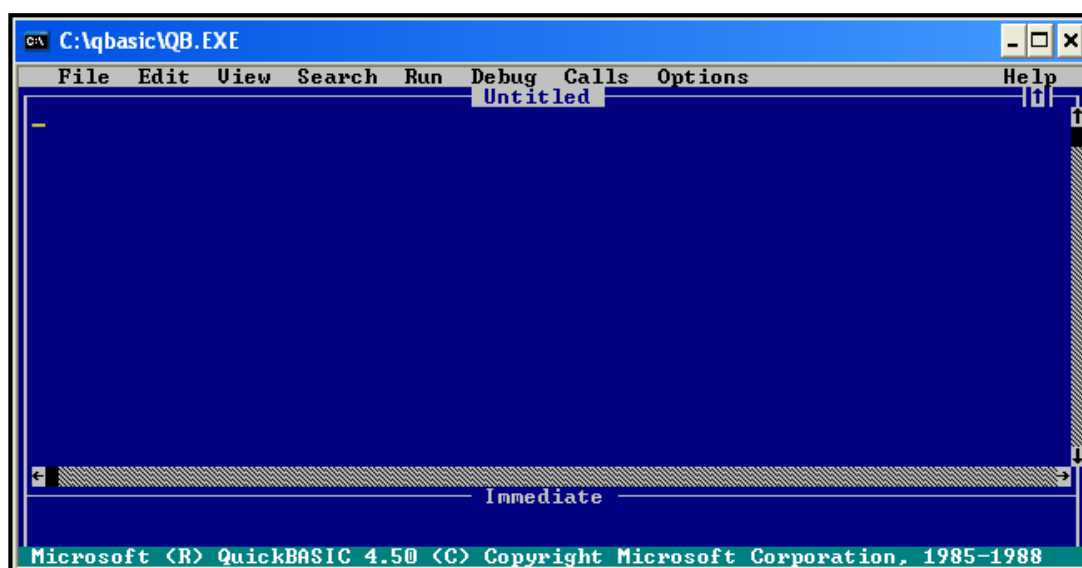 C:\qbasic\QB.EXE
File Edit View Search Run Debug Calls Options Help
Untitled
Immediate
Microsoft (R) QuickBASIC 4.50 (C) Copyright Microsoft Corporation, 1985-1988